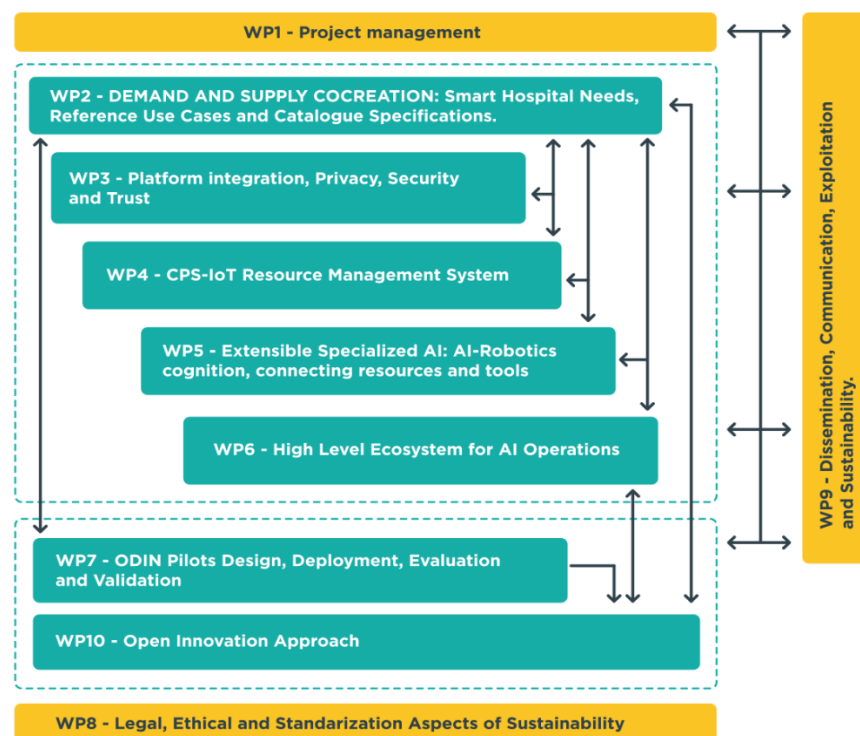 WP1 - Project management
WP2 - DEMAND AND SUPPLY COCREATION: Smart Hospital Needs,
Reference Use Cases and Catalogue Specifications.
WP3 - Platform integration, Privacy, Security
and Trust
WP4 - CPS-IoT Resource Management System
WP5 - Extensible Specialized AI: AI-Robotics
cognition, connecting resources and tools
WP6 - High Level Ecosystem for AI Operations
WP7 - ODIN Pilots Design, Deployment, Evaluation
and Validation
WP10 - Open Innovation Approach
WP8 - Legal, Ethical and Standarization Aspects of Sustainability
WP9 - Dissemination, Communication, Exploitation
and Sustainability.